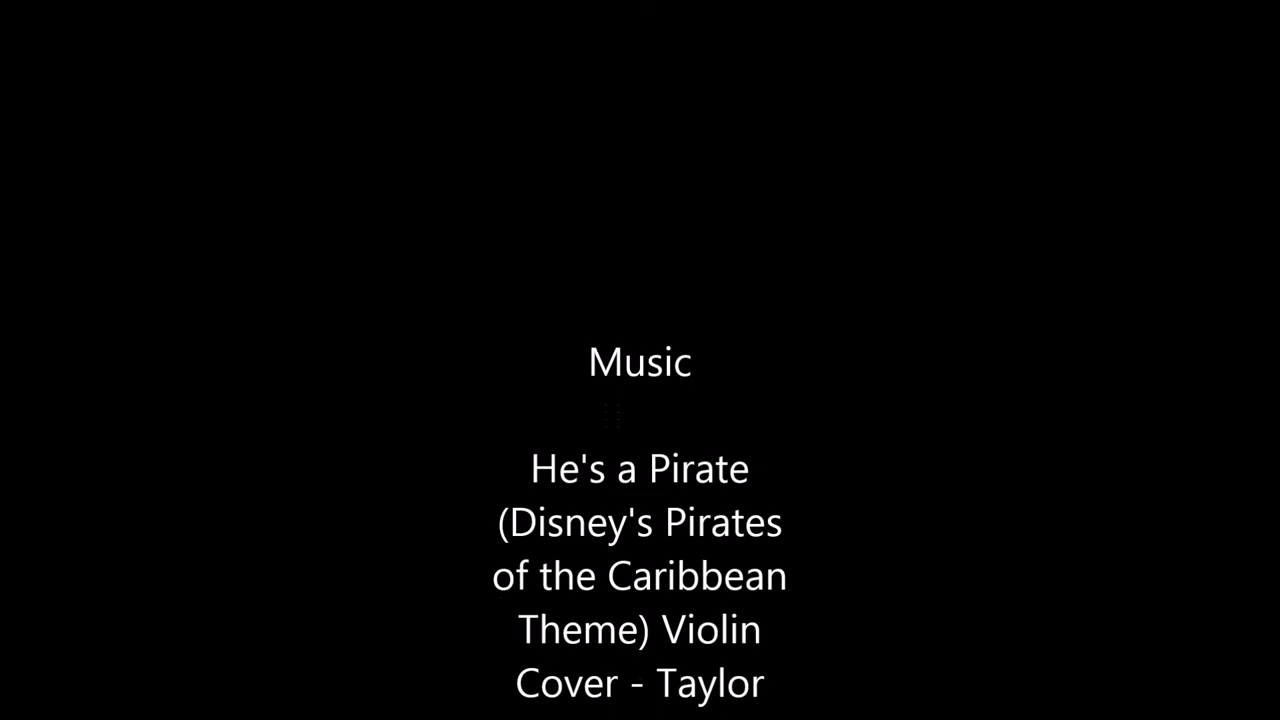 Music
He's a Pirate
(Disney's Pirates
of the Caribbean
Theme) Violin
Cover - Taylor